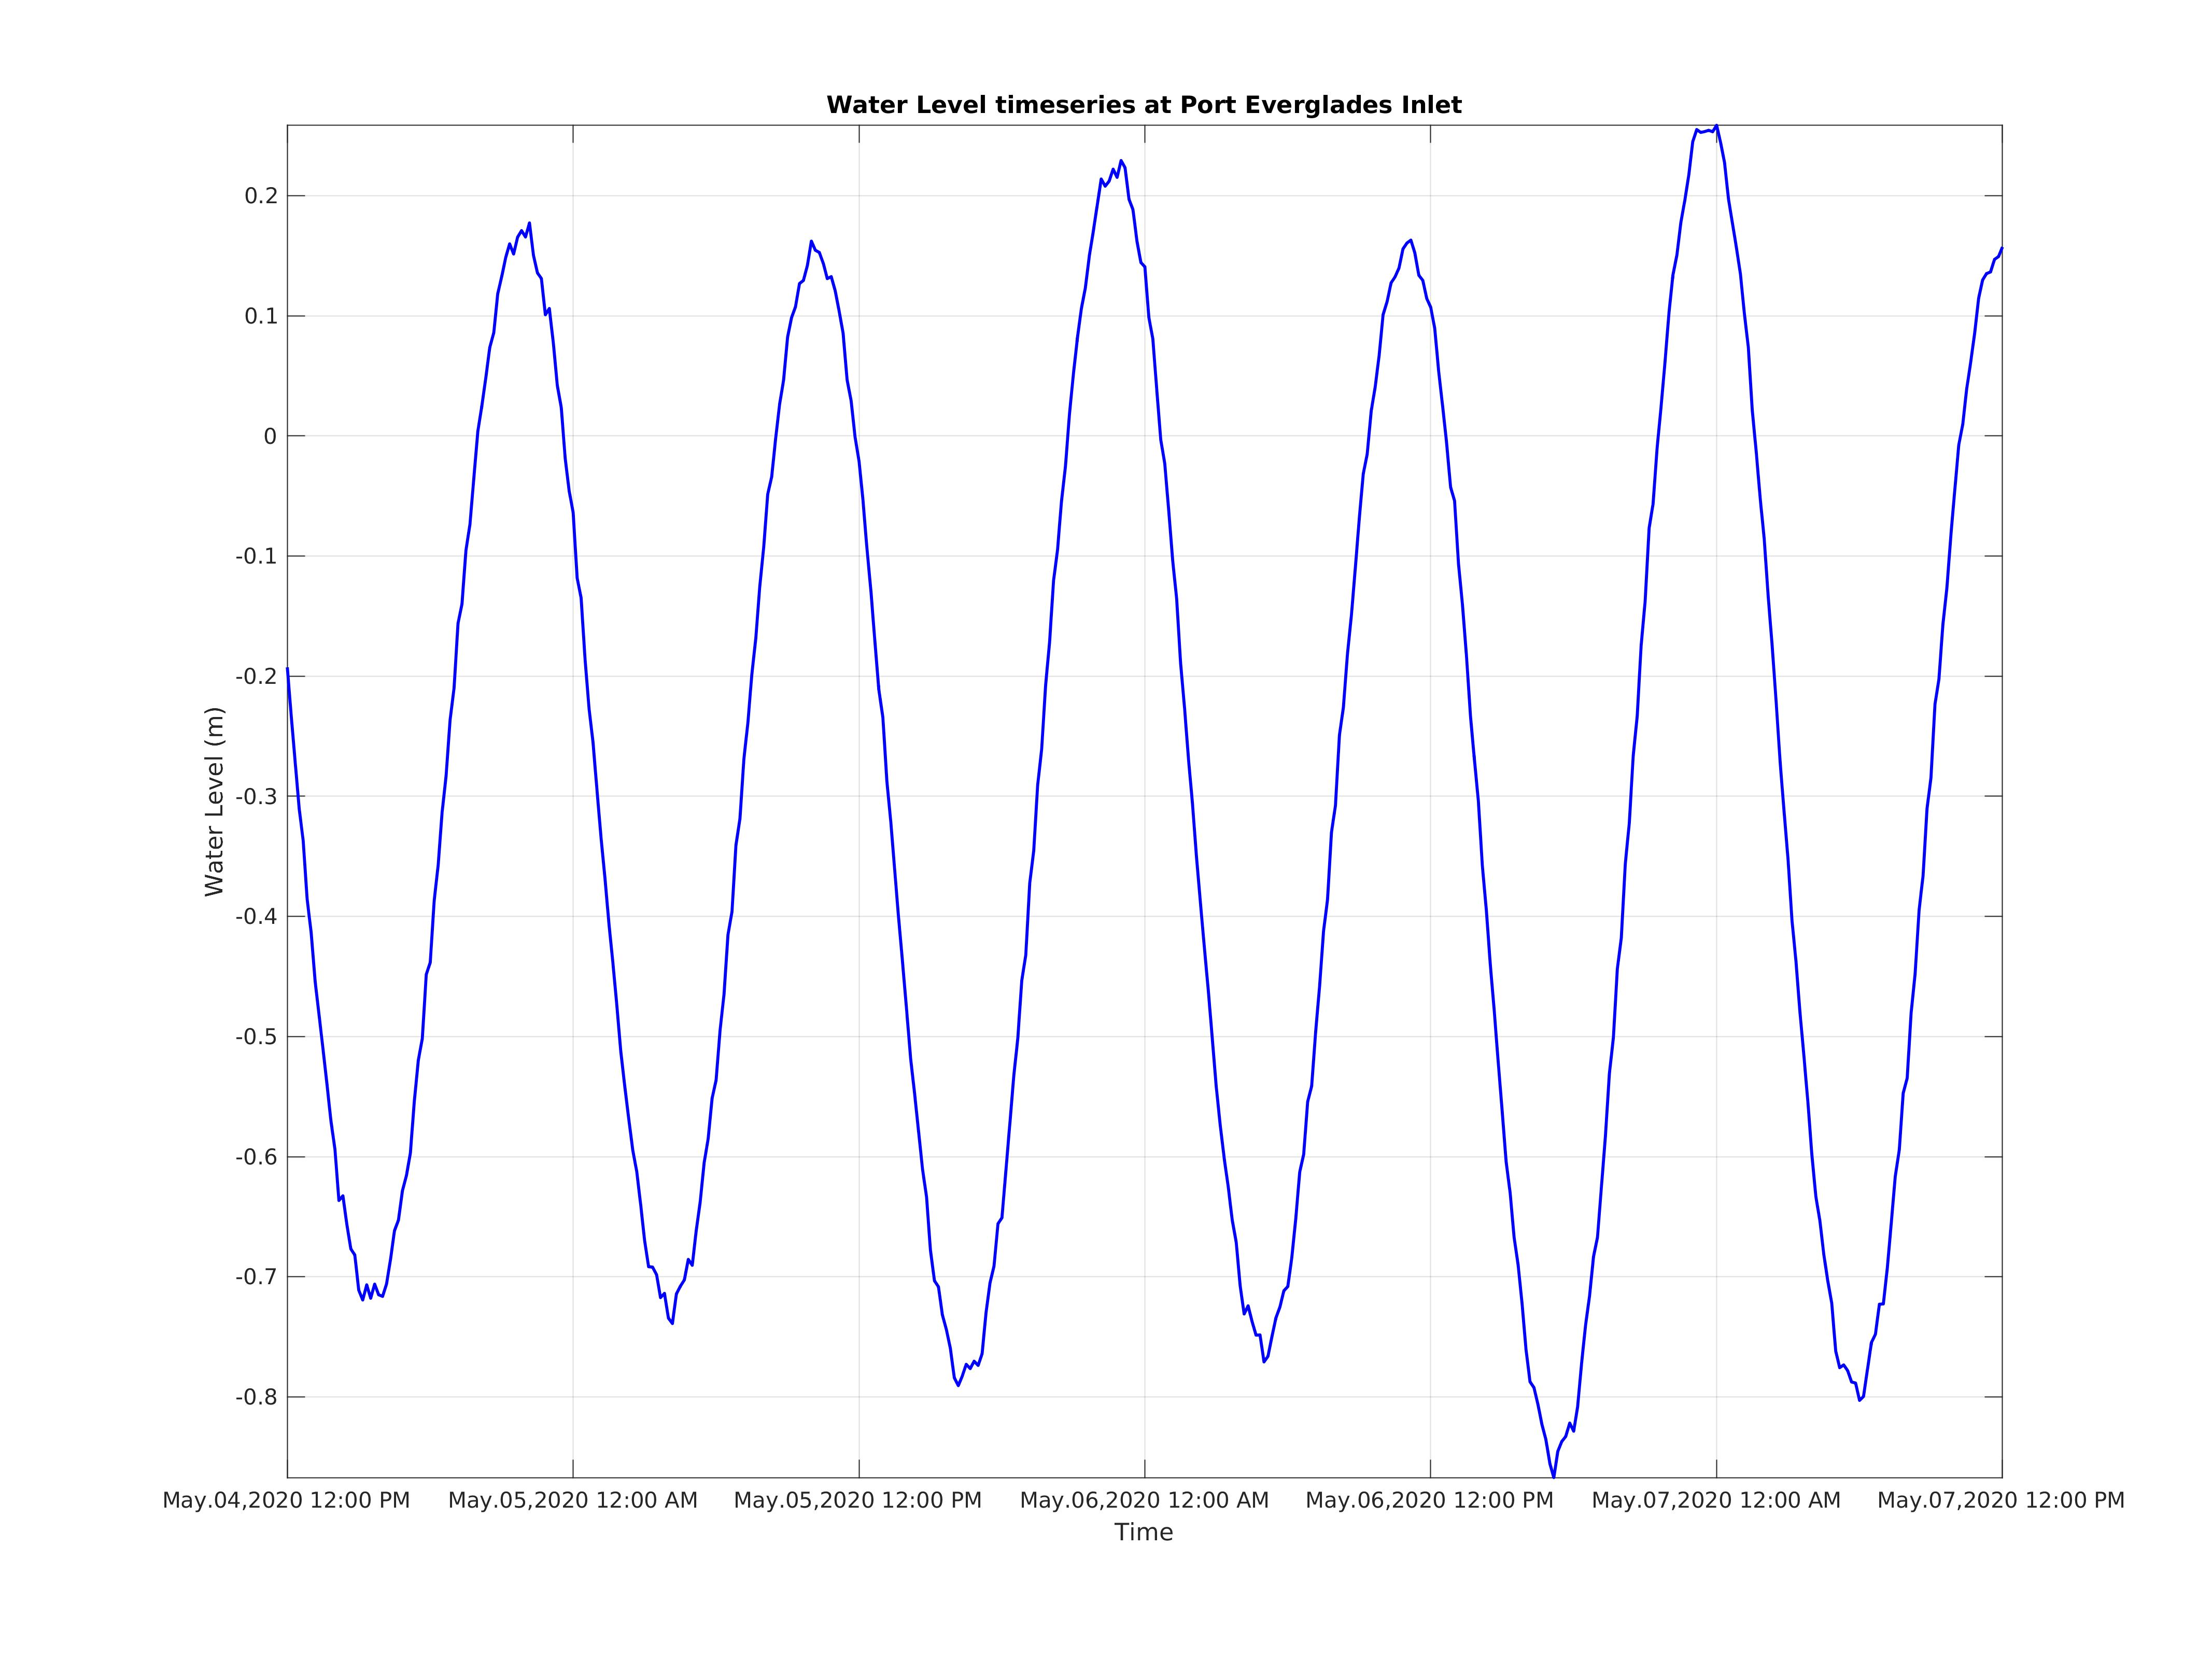 Water Level timeseries at Port Everglades Inlet
0.2
0.1
0
-0.1
-0.2
-0.3
-0.4
-0.5
-0.6
-0.7
-0.8
Water Level (m)
May.04,2020 12:00 PM May.05,2020 12:00 AM May.05,2020 12:00 PM May.06,2020 12:00 AM May.06,2020 12:00 PM May.07,2020 12:00 AM May.07,2020 12:00 PM
Time